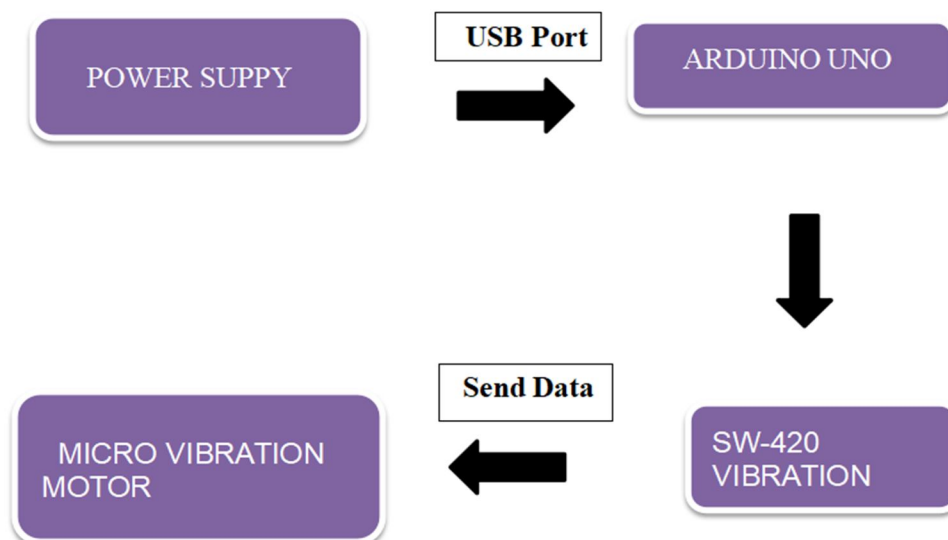 POWER SUPPY
USB Port
ARDUINO UNO
Send Data
MICRO VIBRATION
MOTOR
SW-420
VIBRATION